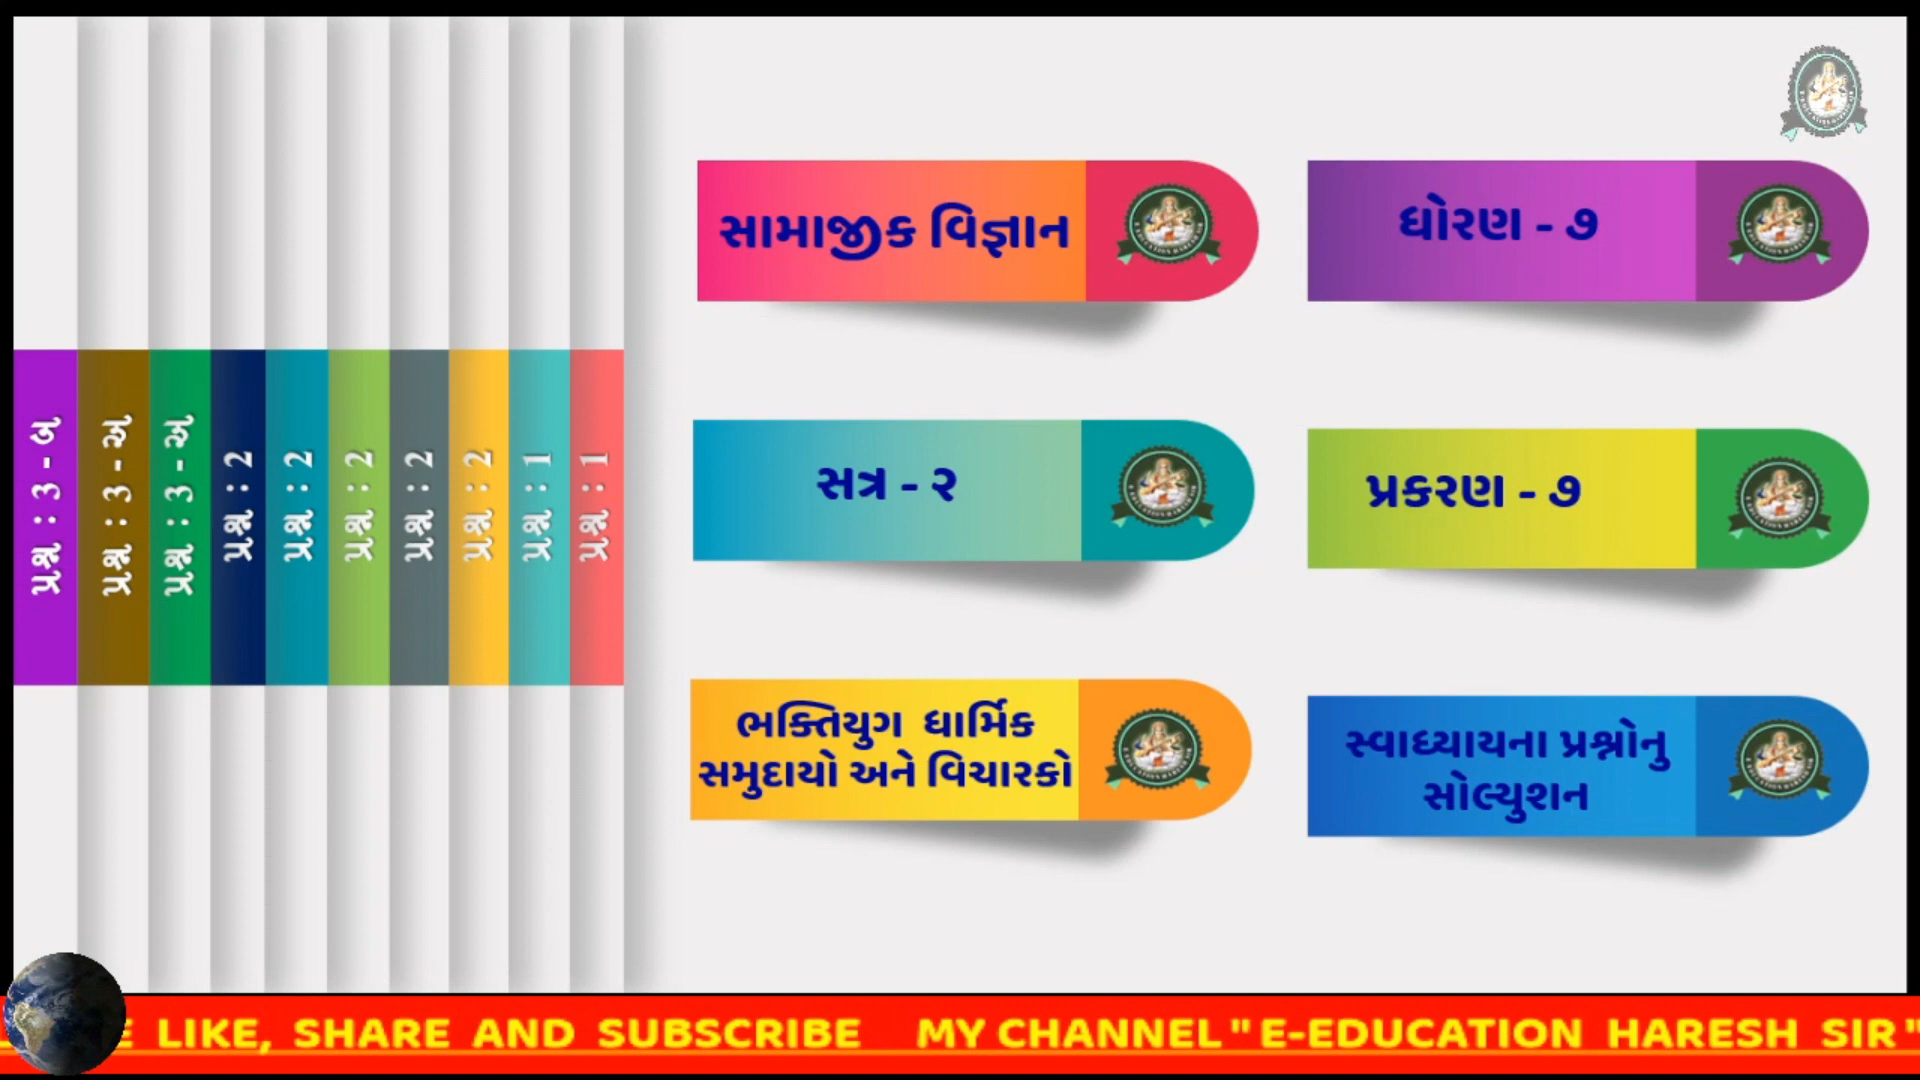 પ્રશ્ન : 3 - બ
પ્રશ્ન : 3 - અ
પ્રશ્ન : 3 - અ
પ્રશ્ન : 2
પ્રશ્ન : 2
પ્રશ્ન : 2
પ્રશ્ન : 2
પ્રશ્ન : 2
પ્રશ્ન : 1
પ્રશ્ન : 1
સામાજીક વિજ્ઞાન
ધોરણ - ૭
સત્ર - ૨
પ્રકરણ - ૭
ભક્તિયુગ ધાર્મિક
સમુદાયો અને વિચારકો
સ્વાધ્યાયના પ્રશ્નોનુ
સોલ્યુશન
LIKE, SHARE AND SUBSCRIBE MY CHANNEL " E-EDUCATION HARESH SIR "